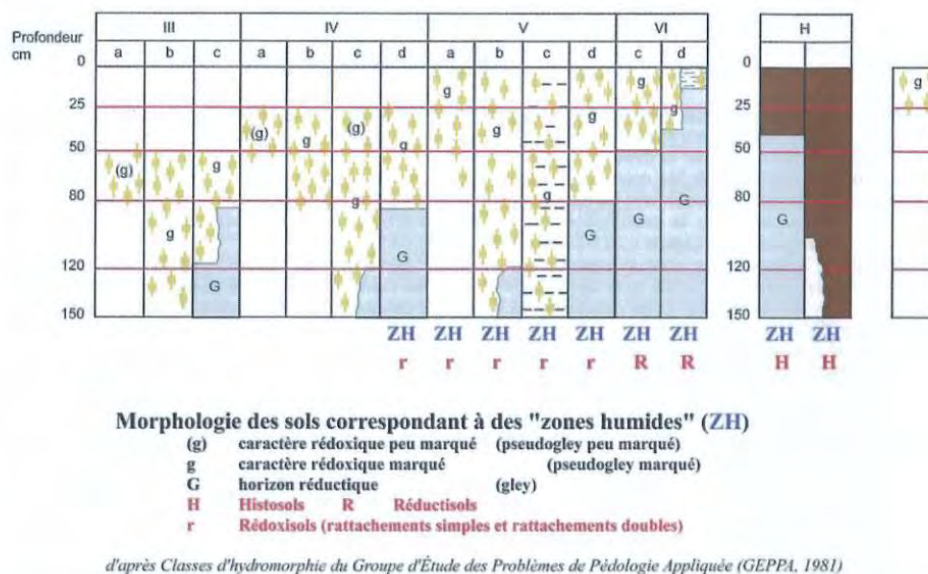 III IV V VI H
Profondeur
cm
a b c a b c d a b c d c d
0 0
g g g
25 25
(g) (g) g g g
g
50 50
(g) g g
80 80
g g g G G
g G G G
120 120
G
150 150
ZH ZH ZH ZH ZH ZH ZH ZH ZH
r r r r r R R H H
Morphologie des sols correspondant à des "zones humides" (ZH)
(g) caractère rédoxique peu marqué (pseudogley peu marqué)
g caractère rédoxique marqué (pseudogley marqué)
G horizon réductique (gley)
H Histosols R Réductisols
r Rédoxisols (rattachements simples et rattachements doubles)
d'après Classes d'hydromorphie du Groupe d'Étude des Problèmes de Pédologie Appliquée (GEPPA, 1981)